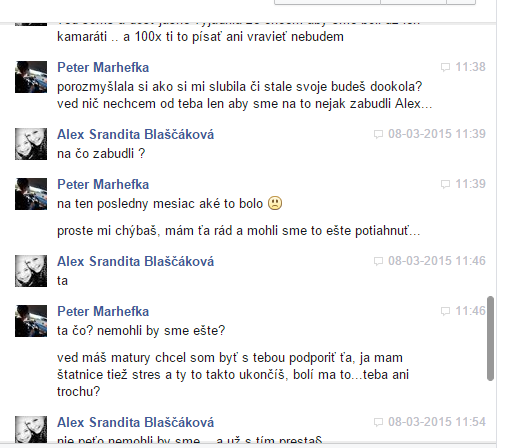 kamaráti .. a 100x ti to písať ani vravieť nebudem
Peter Marhefka 11:38
porozmyšlala si ako si mi slubila či stale svoje budeš dookola?
ved nič nechcem od teba len aby sme na to nejak zabudli Alex...
Alex Srandita Blaščáková 08-03-2015 11:39
na čo zabudli ?
Peter Marhefka 11:39
na ten posledny mesiac aké to bolo
proste mi chýbaš, mám ťa rád a mohli sme to ešte potiahnuť...
Alex Srandita Blaščáková 08-03-2015 11:46
ta
Peter Marhefka 11:46
ta čo? nemohli by sme ešte?
ved máš matury chcel som byť s tebou podporiť ťa, ja mam
štatnice tiež stres a ty to takto ukončíš, bolí ma to...teba ani
trochu?
Alex Srandita Blaščáková 08-03-2015 11:54
nie peťo nemohli by sme... a už s tím